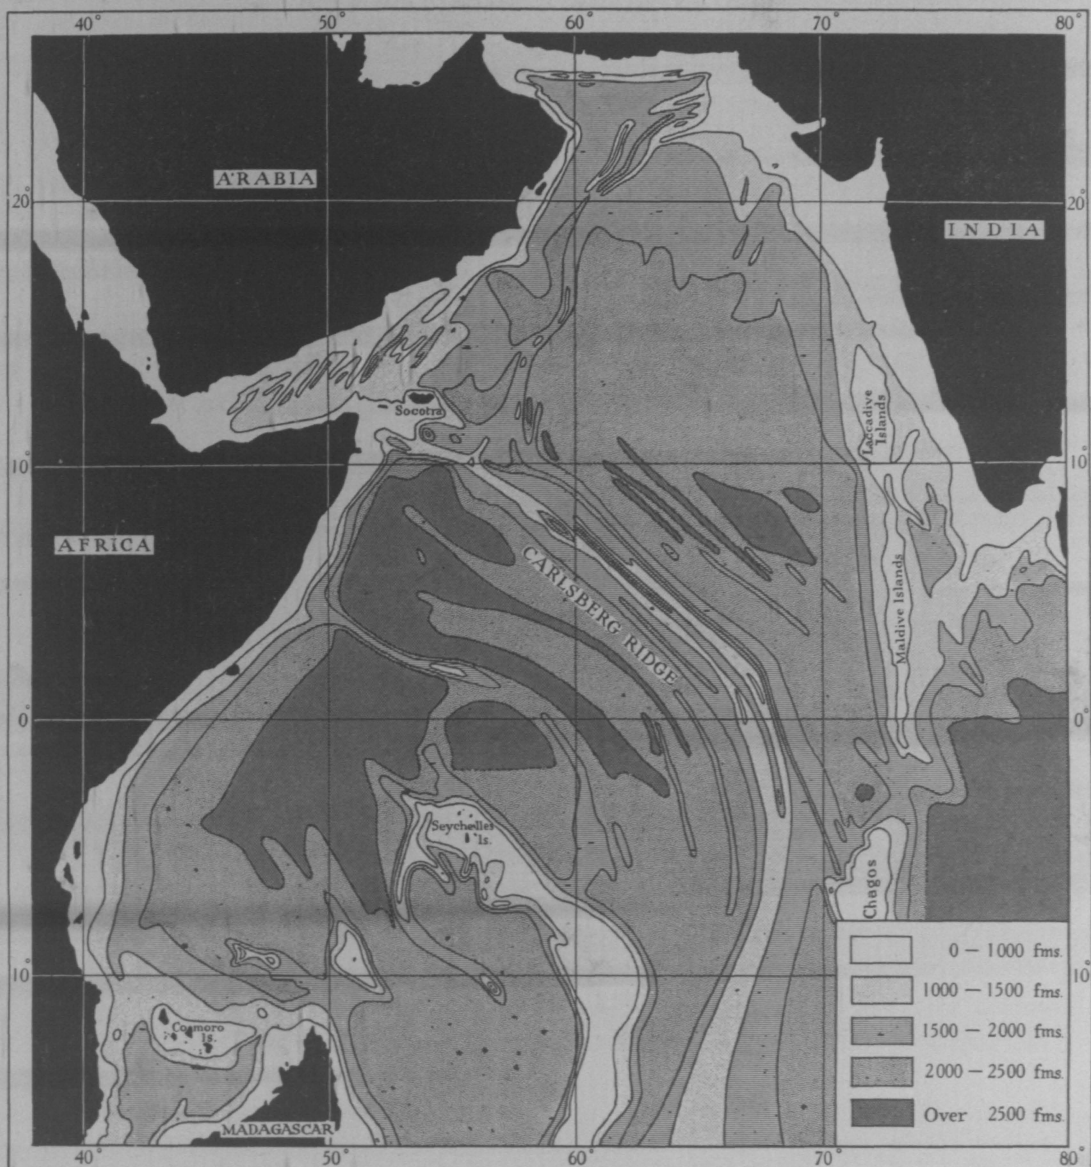 40° 50° 60° 70° 80°
ARABIA
20° 20°
INDIA
Socotra
Laccadive
Islands
10° 10°
AFRICA
CARLSBERG RIDGE
Maldive Islands
0° 0°
Seychelles
Is.
Chagos
0 – 1000 fms.
10° 10°
1000 – 1500 fms.
Cosmoro
Is.
1500 – 2000 fms.
2000 – 2500 fms.
Over 2500 fms.
MADAGASCAR
40° 50° 60° 70° 80°